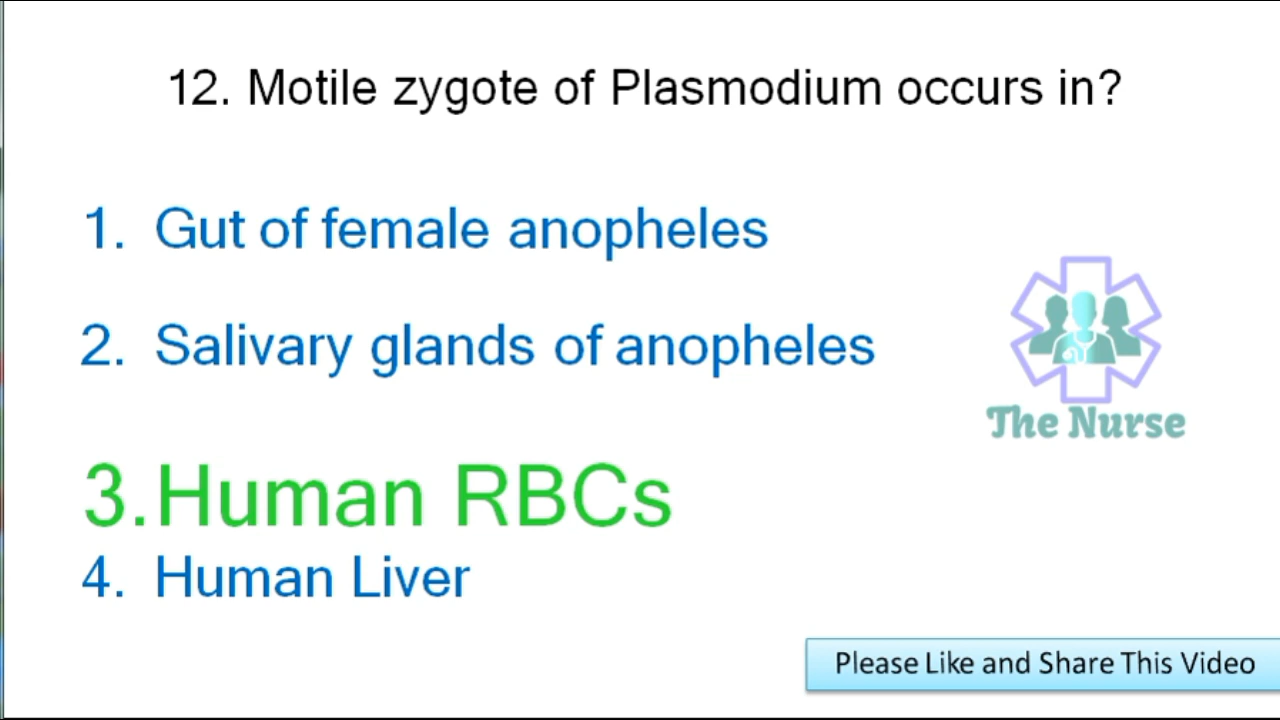 12. Motile zygote of Plasmodium occurs in?
1. Gut of female anopheles
2. Salivary glands of anopheles
The Nurse
3.Human RBCs
4. Human Liver
Please Like and Share This Video